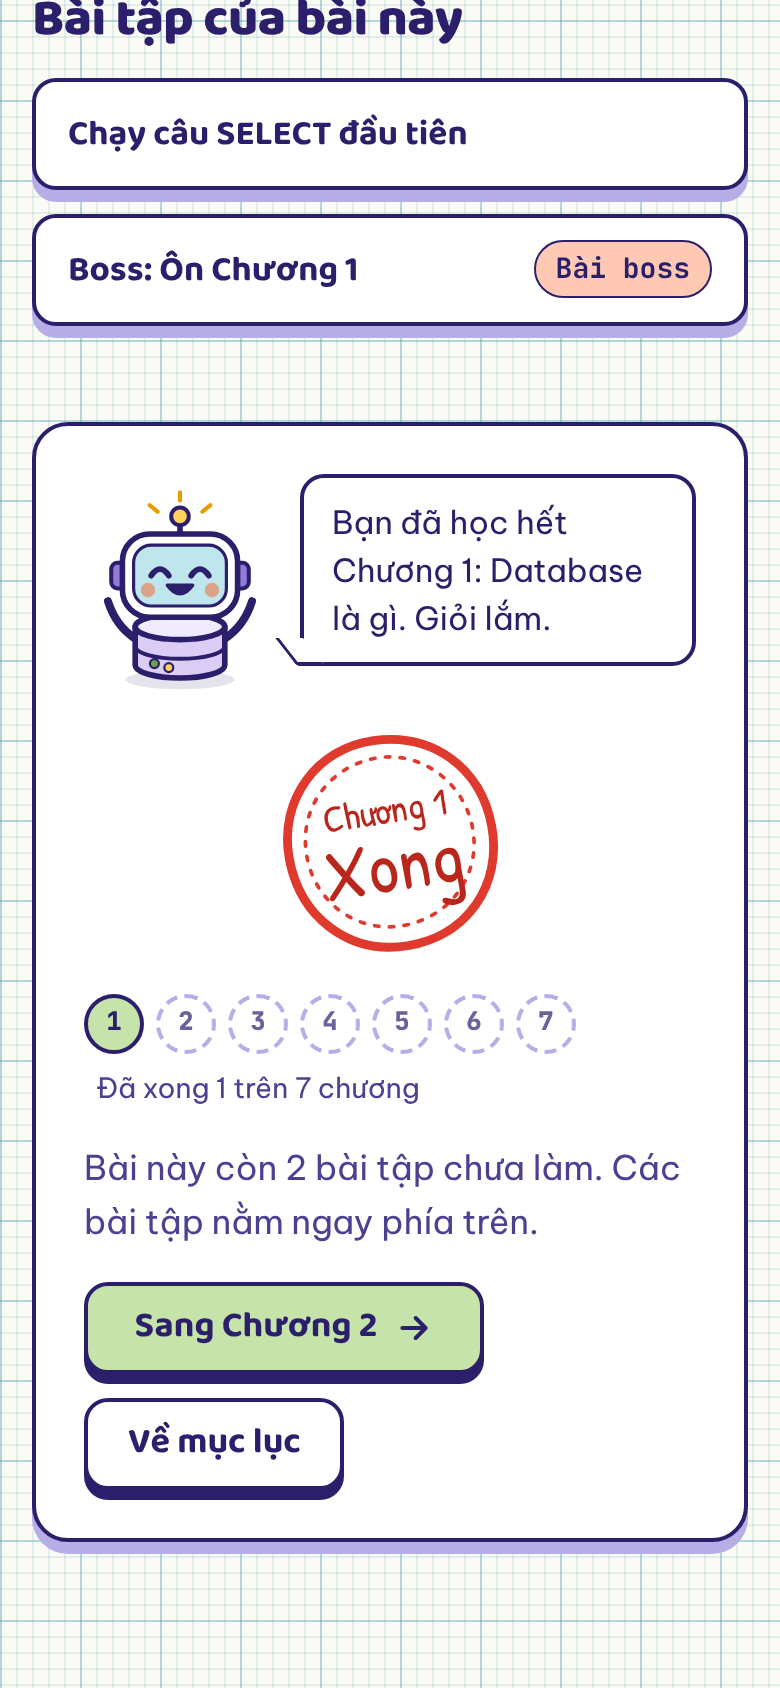 Bài tập của bài này
Chạy câu SELECT đầu tiên
Boss: Ôn Chương 1
Bài boss
Bạn đã học hết
Chương 1: Database
là gì. Giỏi lắm.
Chương 1
Xong
1 2 3 4 5 6 7
Đã xong 1 trên 7 chương
Bài này còn 2 bài tập chưa làm. Các
bài tập nằm ngay phía trên.
Sang Chương 2 →
Về mục lục